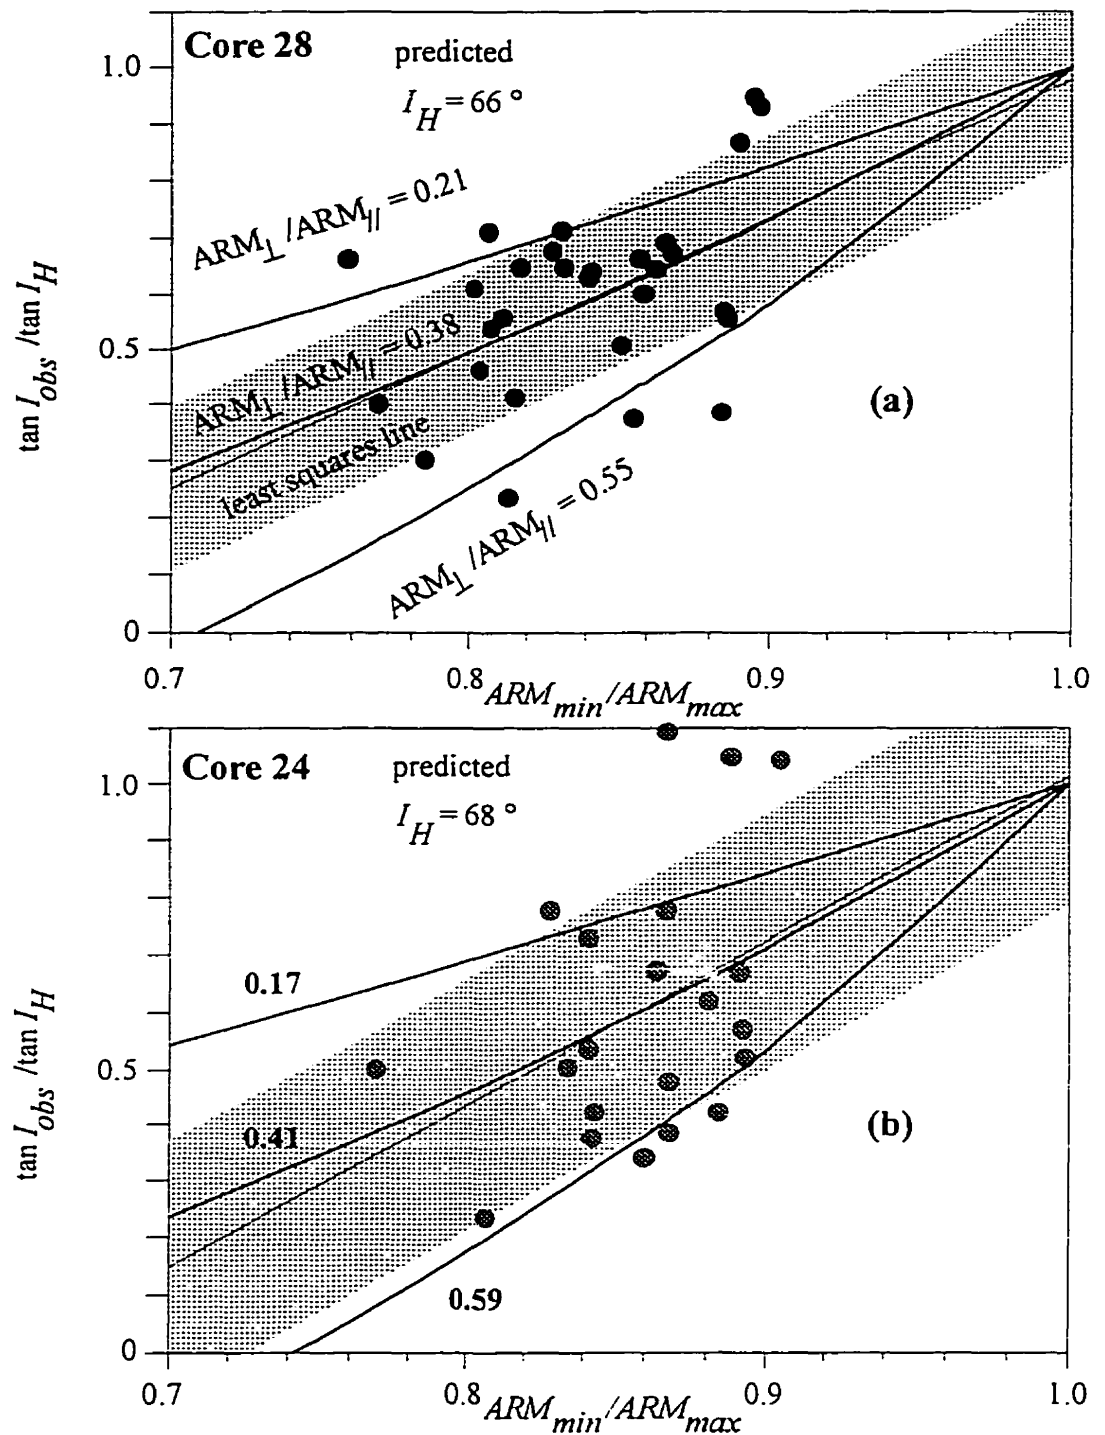 Core 28
predicted
I_H = 66 °
1.0
ARM⊥/ARM// = 0.21
tan I_obs /tan I_H
0.5
ARM⊥/ARM// = 0.38
(a)
least squares line
ARM⊥/ARM// = 0.55
0
0.7
0.8
0.9
1.0
ARM_min/ARM_max
Core 24
predicted
I_H = 68 °
1.0
0.17
tan I_obs /tan I_H
0.5
0.41
(b)
0.59
0
0.7
0.8
0.9
1.0
ARM_min/ARM_max